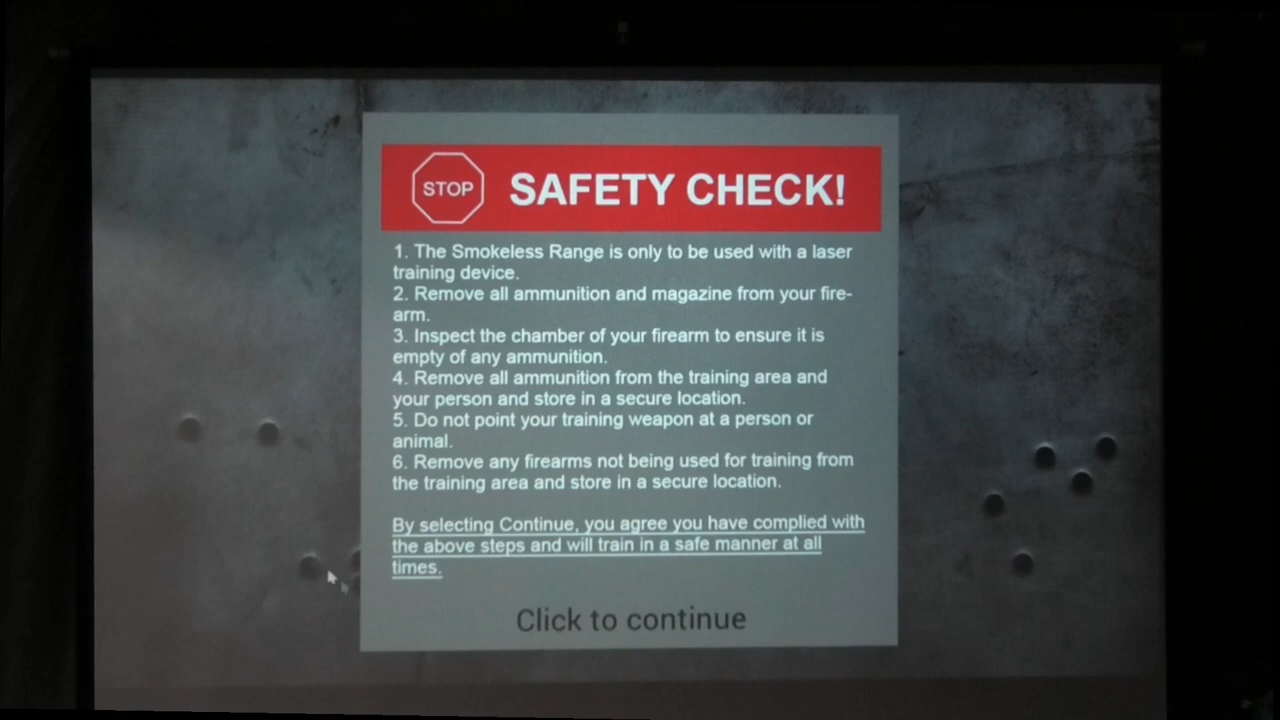 STOP
SAFETY CHECK!
1. The Smokeless Range is only to be used with a laser
training device.
2. Remove all ammunition and magazine from your fire-
arm.
3. Inspect the chamber of your firearm to ensure it is
empty of any ammunition.
4. Remove all ammunition from the training area and
your person and store in a secure location.
5. Do not point your training weapon at a person or
animal.
6. Remove any firearms not being used for training from
the training area and store in a secure location.
By selecting Continue, you agree you have complied with
the above steps and will train in a safe manner at all
times.
Click to continue